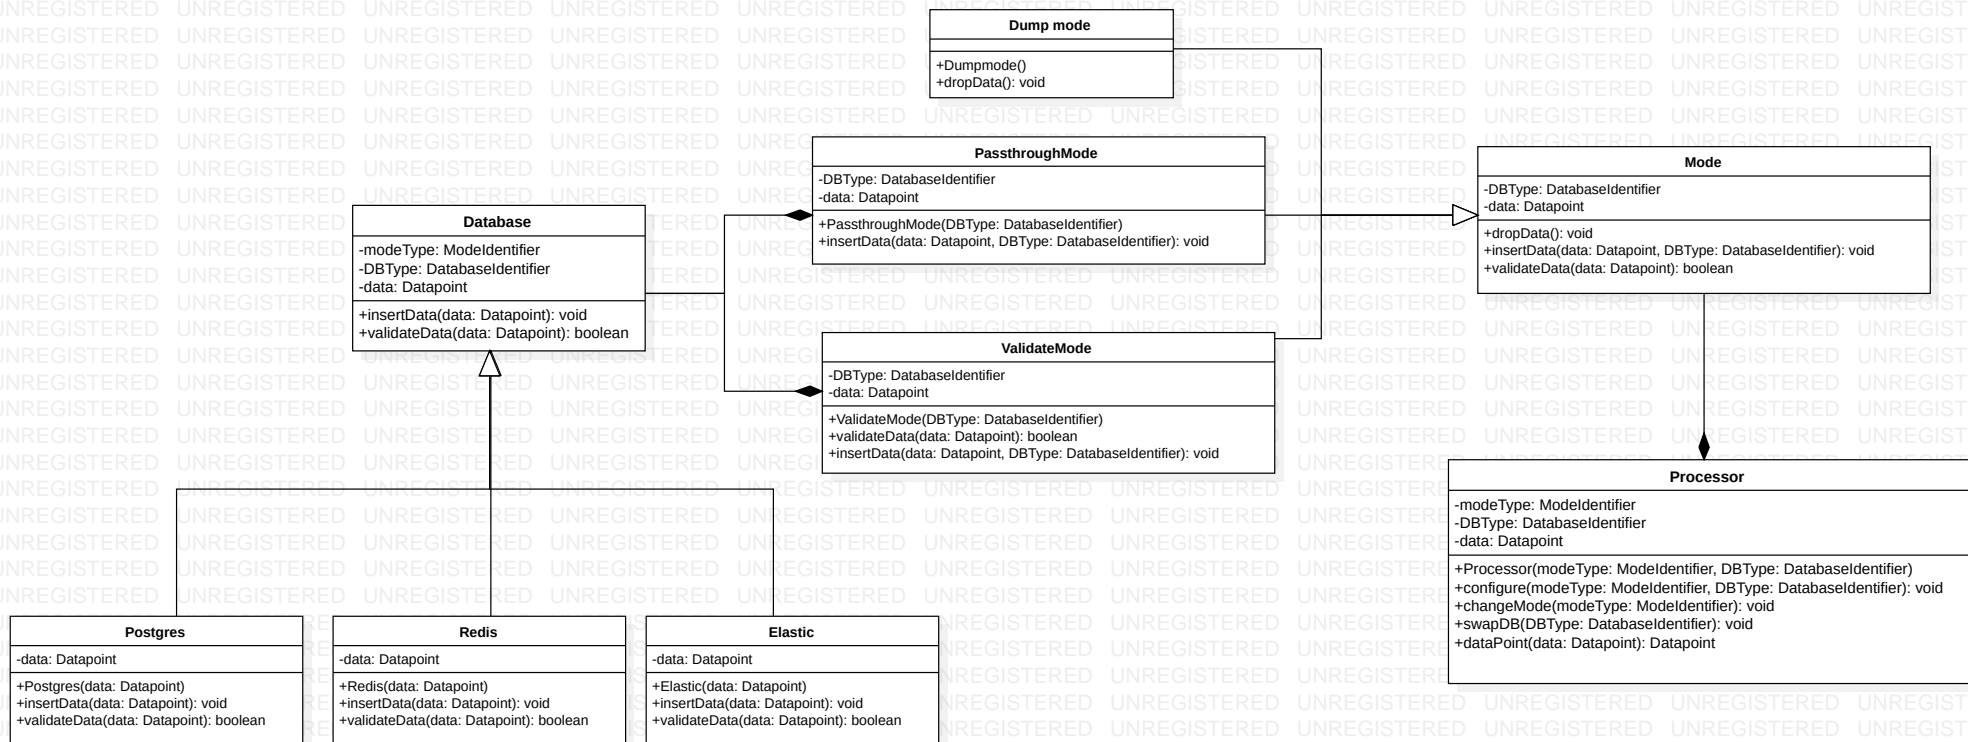 Dump mode
+Dumpmode()
+dropData(): void
PassthroughMode
-DBType: DatabaseIdentifier
-data: Datapoint
+PassthroughMode(DBType: DatabaseIdentifier)
+insertData(data: Datapoint, DBType: DatabaseIdentifier): void
Mode
-DBType: DatabaseIdentifier
-data: Datapoint
+dropData(): void
+insertData(data: Datapoint, DBType: DatabaseIdentifier): void
+validateData(data: Datapoint): boolean
Database
-modeType: ModeIdentifier
-DBType: DatabaseIdentifier
-data: Datapoint
+insertData(data: Datapoint): void
+validateData(data: Datapoint): boolean
ValidateMode
-DBType: DatabaseIdentifier
-data: Datapoint
+ValidateMode(DBType: DatabaseIdentifier)
+validateData(data: Datapoint): boolean
+insertData(data: Datapoint, DBType: DatabaseIdentifier): void
Processor
-modeType: ModeIdentifier
-DBType: DatabaseIdentifier
-data: Datapoint
+Processor(modeType: ModeIdentifier, DBType: DatabaseIdentifier)
+configure(modeType: ModeIdentifier, DBType: DatabaseIdentifier): void
+changeMode(modeType: ModeIdentifier): void
+swapDB(DBType: DatabaseIdentifier): void
+dataPoint(data: Datapoint): Datapoint
Postgres
-data: Datapoint
+Postgres(data: Datapoint)
+insertData(data: Datapoint): void
+validateData(data: Datapoint): boolean
Redis
-data: Datapoint
+Redis(data: Datapoint)
+insertData(data: Datapoint): void
+validateData(data: Datapoint): boolean
Elastic
-data: Datapoint
+Elastic(data: Datapoint)
+insertData(data: Datapoint): void
+validateData(data: Datapoint): boolean
UNREGISTERED